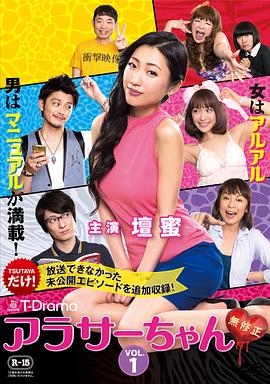 衝撃映像
女はアルアル
男はマニュアルが満載！
主演 壇蜜
TSUTAYAだけ！
放送できなかった
未公開エピソードを追加収録！
T-Drama
アラサーちゃん
無修正
VOL.
1
R-15